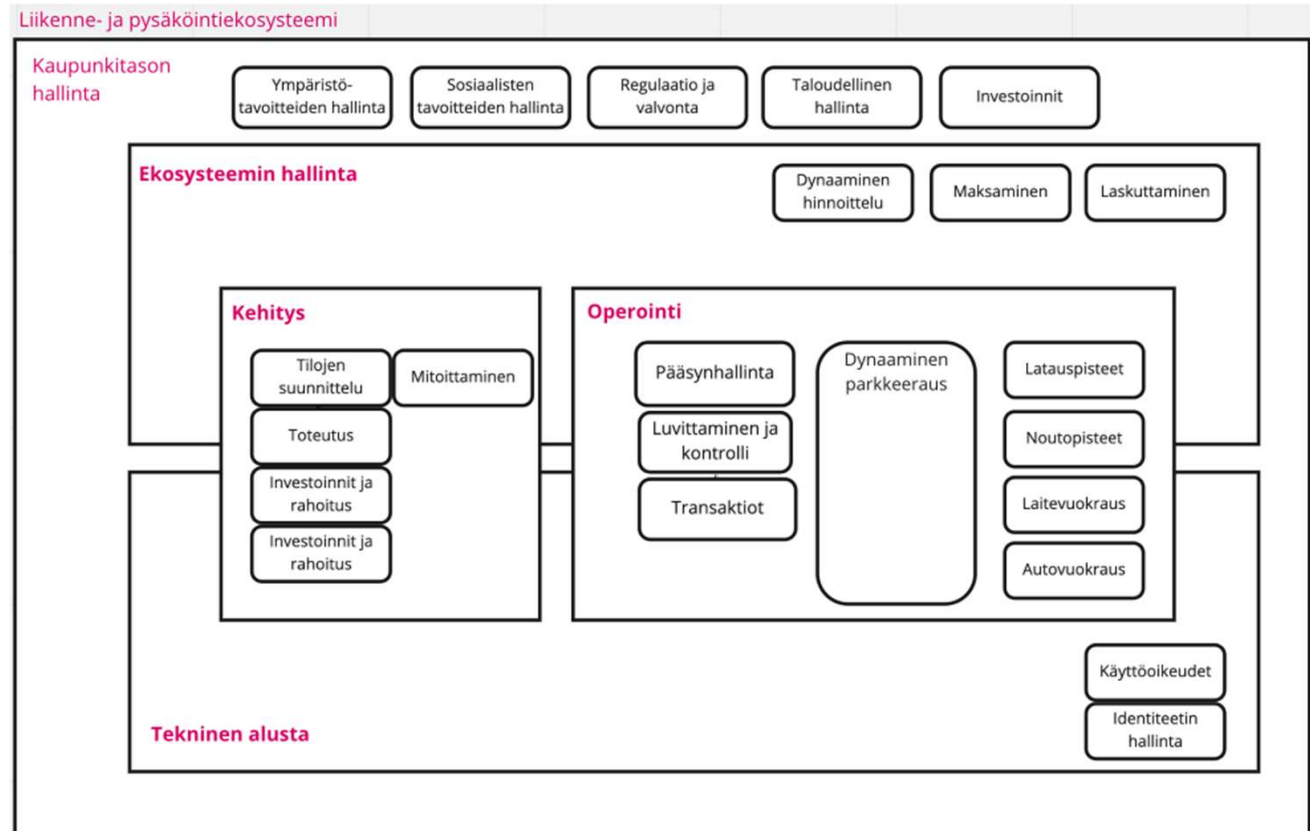 Liikenne- ja pysäköintiekosysteemi
Kaupunkitason
hallinta
Ympäristö-
tavoitteiden hallinta
Sosiaalisten
tavoitteiden hallinta
Regulaatio ja
valvonta
Taloudellinen
hallinta
Investoinnit
Ekosysteemin hallinta
Dynaaminen
hinnoittelu
Maksaminen
Laskuttaminen
Kehitys
Tilojen
suunnittelu
Mitoittaminen
Toteutus
Investoinnit ja
rahoitus
Investoinnit ja
rahoitus
Operointi
Pääsynhallinta
Luvittaminen ja
kontrolli
Transaktiot
Dynaaminen
parkkeeraus
Latauspisteet
Noutopisteet
Laitevuokraus
Autovuokraus
Tekninen alusta
Käyttöoikeudet
Identiteetin
hallinta